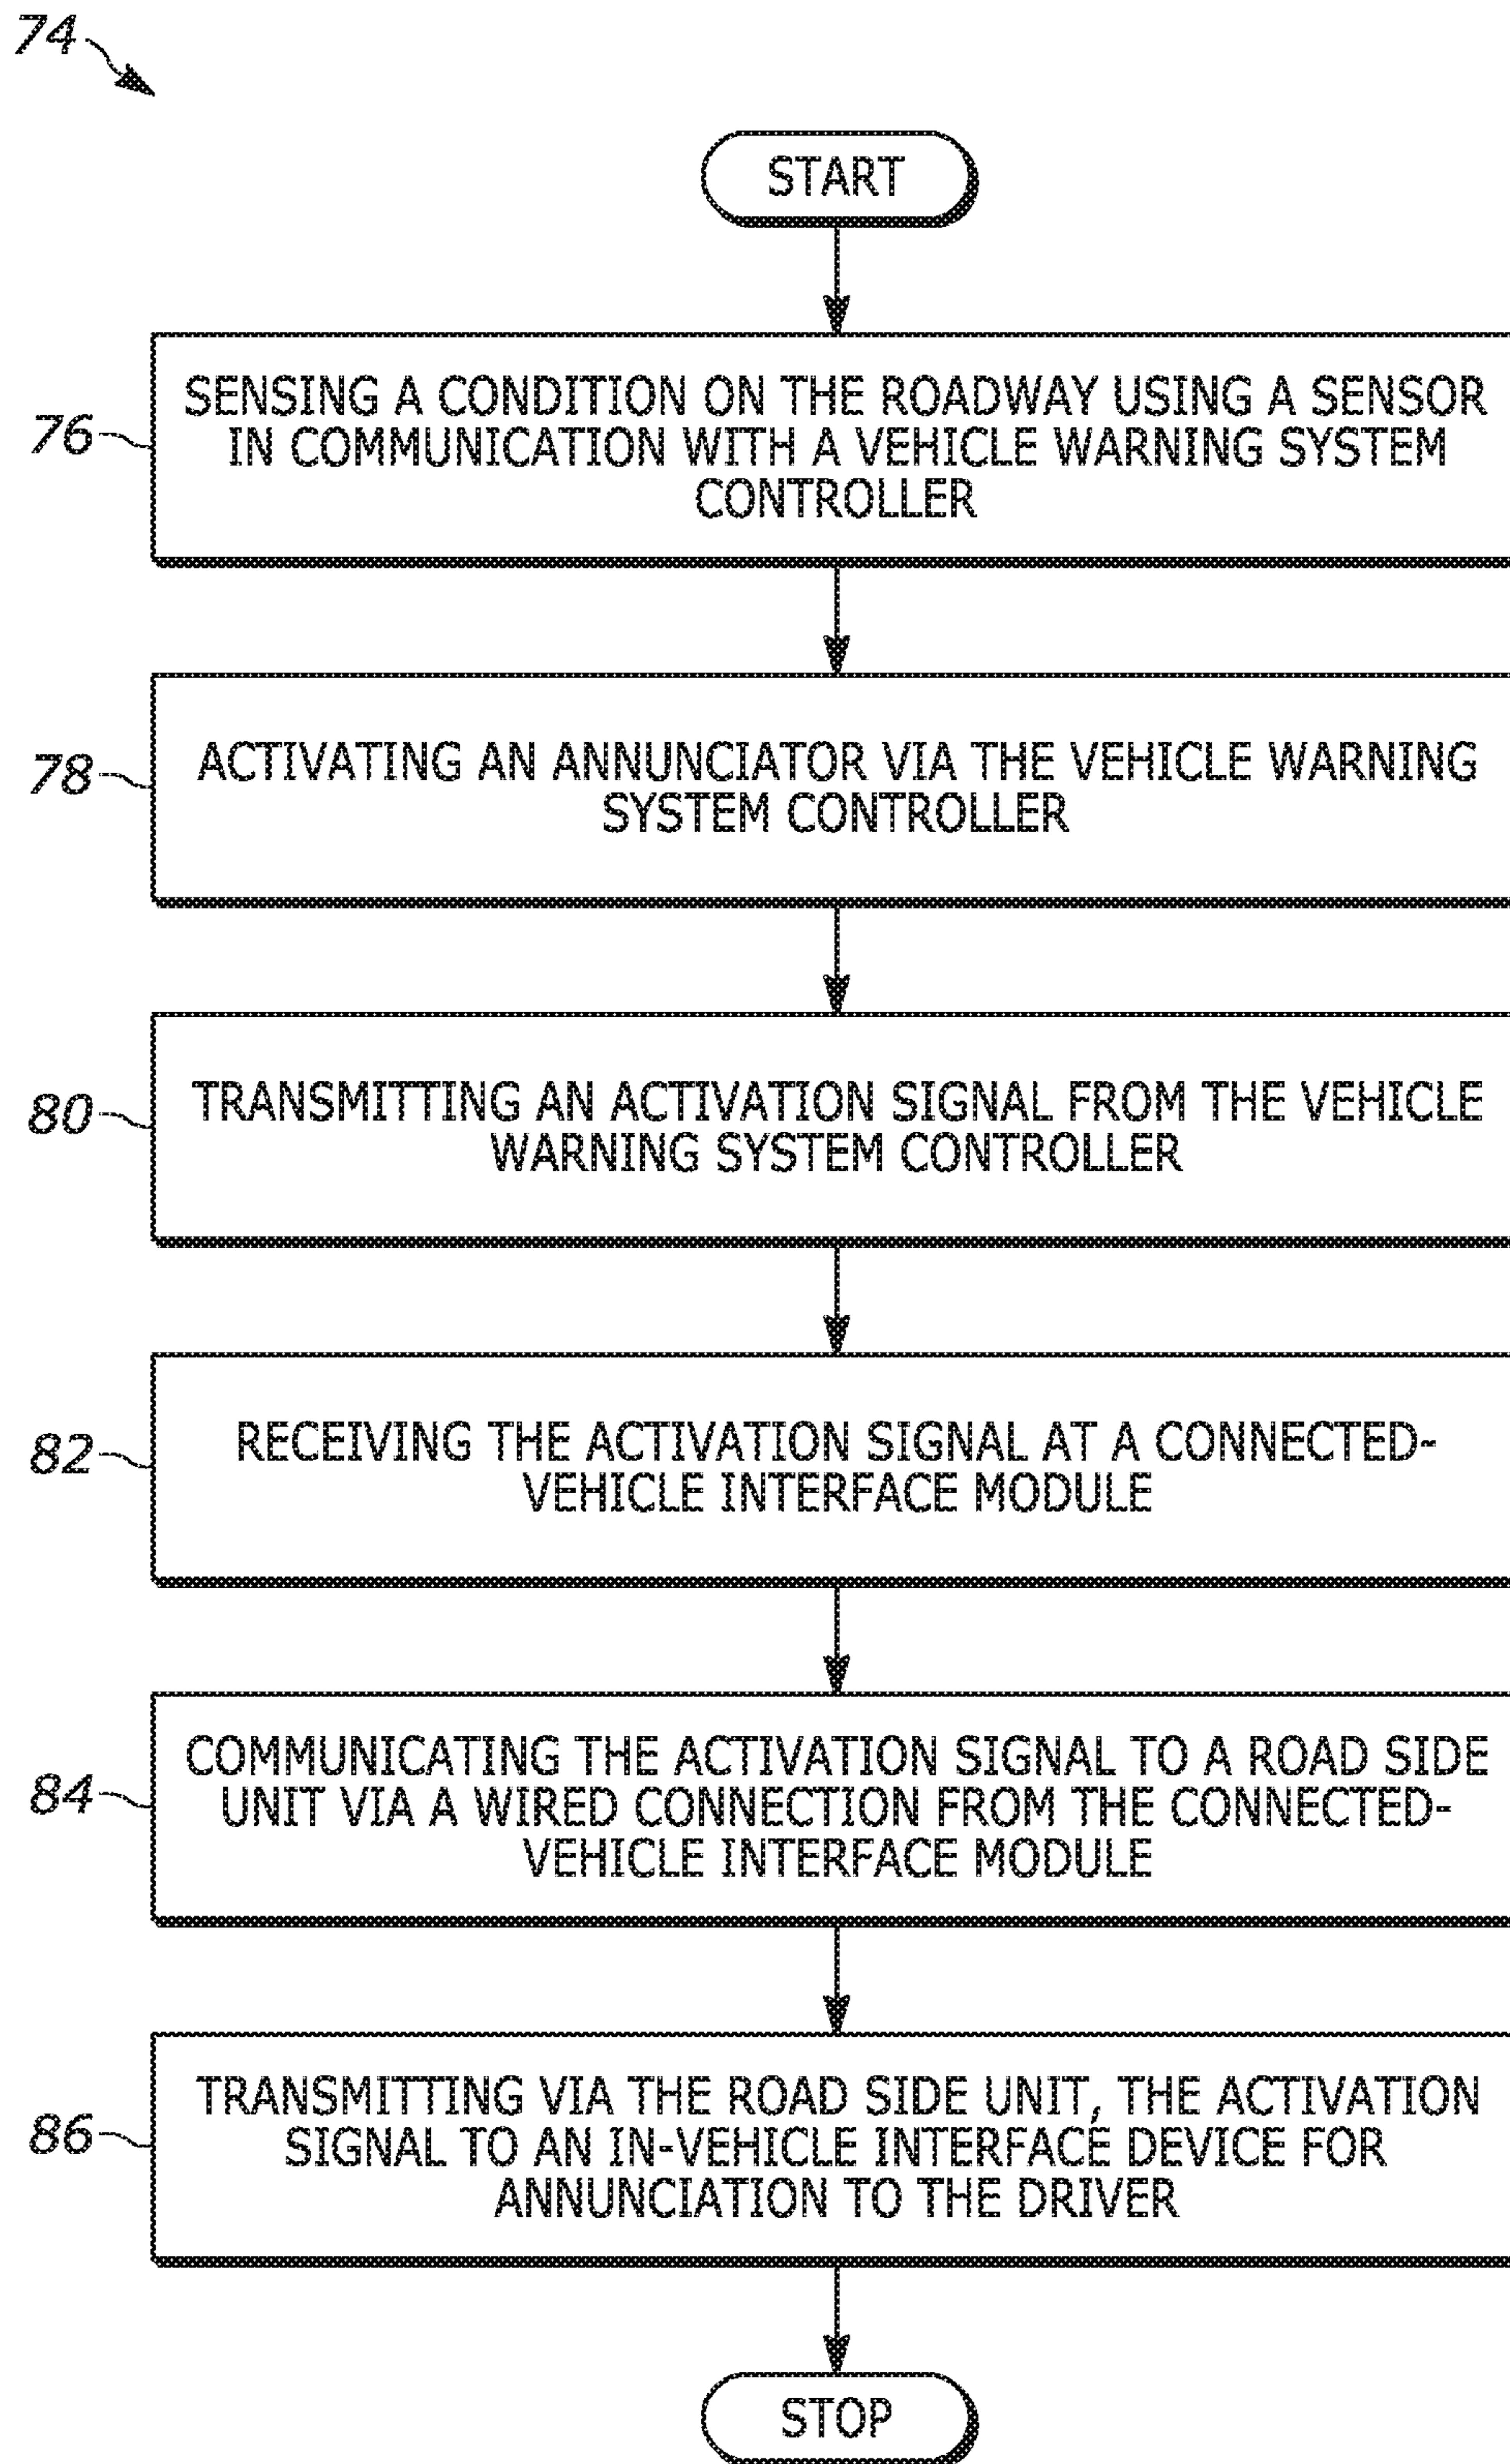 74
START
76
SENSING A CONDITION ON THE ROADWAY USING A SENSOR
IN COMMUNICATION WITH A VEHICLE WARNING SYSTEM
CONTROLLER
78
ACTIVATING AN ANNUNCIATOR VIA THE VEHICLE WARNING
SYSTEM CONTROLLER
80
TRANSMITTING AN ACTIVATION SIGNAL FROM THE VEHICLE
WARNING SYSTEM CONTROLLER
82
RECEIVING THE ACTIVATION SIGNAL AT A CONNECTED-
VEHICLE INTERFACE MODULE
84
COMMUNICATING THE ACTIVATION SIGNAL TO A ROAD SIDE
UNIT VIA A WIRED CONNECTION FROM THE CONNECTED-
VEHICLE INTERFACE MODULE
86
TRANSMITTING VIA THE ROAD SIDE UNIT, THE ACTIVATION
SIGNAL TO AN IN-VEHICLE INTERFACE DEVICE FOR
ANNUNCIATION TO THE DRIVER
STOP